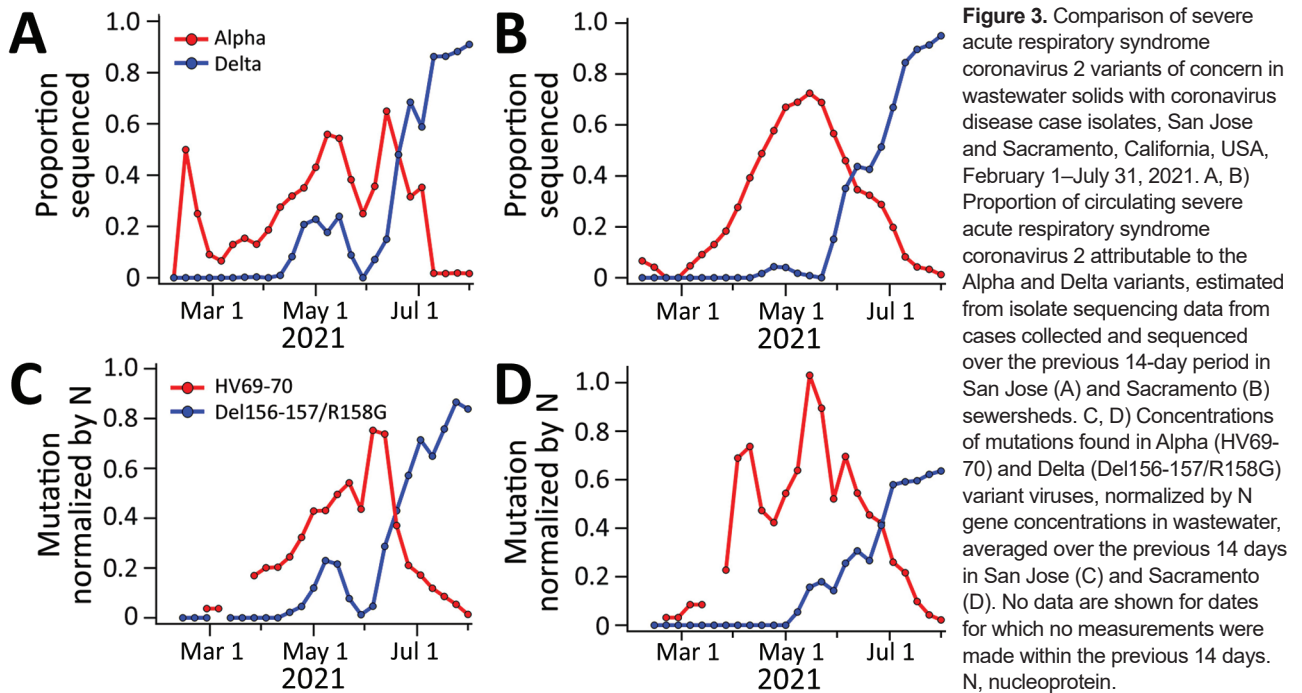 A
1.0
0.8
0.6
0.4
0.2
0
Proportion
sequenced
Alpha
Delta
Mar 1
May 1
Jul 1
2021
B
1.0
0.8
0.6
0.4
0.2
0
Proportion
sequenced
Mar 1
May 1
Jul 1
2021
C
1.0
0.8
0.6
0.4
0.2
0
Mutation
normalized by N
HV69-70
Del156-157/R158G
Mar 1
May 1
Jul 1
2021
D
1.0
0.8
0.6
0.4
0.2
0
Mutation
normalized by N
Mar 1
May 1
Jul 1
2021
Figure 3. Comparison of severe
acute respiratory syndrome
coronavirus 2 variants of concern in
wastewater solids with coronavirus
disease case isolates, San Jose
and Sacramento, California, USA,
February 1–July 31, 2021. A, B)
Proportion of circulating severe
acute respiratory syndrome
coronavirus 2 attributable to the
Alpha and Delta variants, estimated
from isolate sequencing data from
cases collected and sequenced
over the previous 14-day period in
San Jose (A) and Sacramento (B)
sewersheds. C, D) Concentrations
of mutations found in Alpha (HV69-
70) and Delta (Del156-157/R158G)
variant viruses, normalized by N
gene concentrations in wastewater,
averaged over the previous 14 days
in San Jose (C) and Sacramento
(D). No data are shown for dates
for which no measurements were
made within the previous 14 days.
N, nucleoprotein.